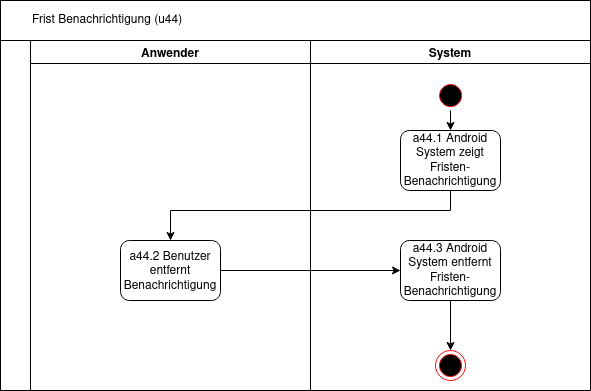 Frist Benachrichtigung (u44)
Anwender
System
a44.1 Android
System zeigt
Fristen-
Benachrichtigung
a44.2 Benutzer
entfernt
Benachrichtigung
a44.3 Android
System entfernt
Fristen-
Benachrichtigung